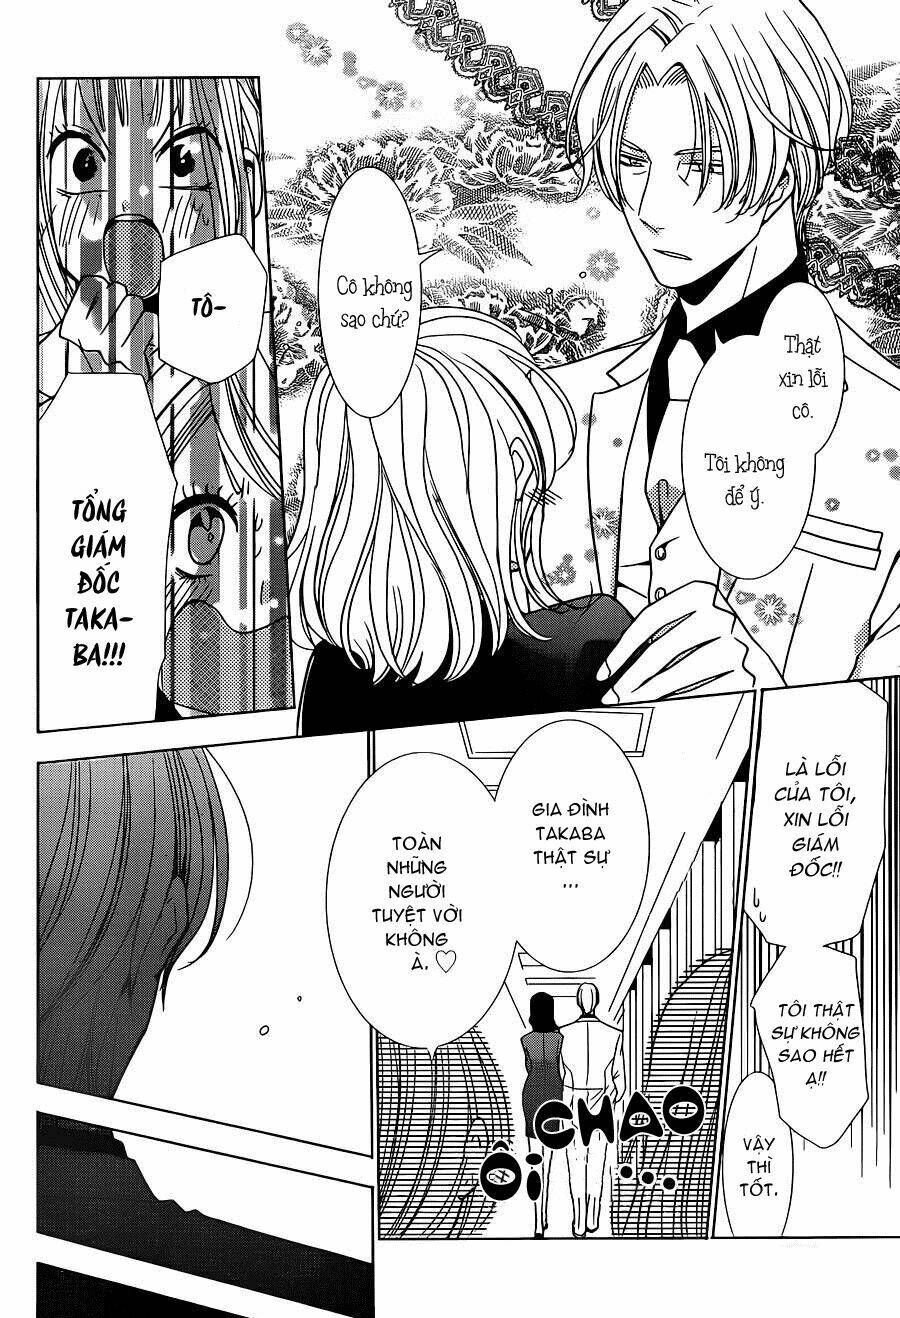 Thật
xin lỗi
cô.
Tôi không
để ý.
Cô không
sao chứ?
TÔ-
TỔNG
GIÁM
ĐỐC
TAKA-
BA!!!
LÀ LỖI
CỦA TÔI,
XIN LỖI
GIÁM
ĐỐC!!
TÔI THẬT
SỰ KHÔNG
SAO HẾT
Ạ!!
VẬY
THÌ
TỐT.
GIA ĐÌNH
TAKABA
THẬT SỰ
...
TOÀN
NHỮNG
NGƯỜI
TUYỆT VỜI
KHÔNG
À. ♡
Ôi CHAO
...